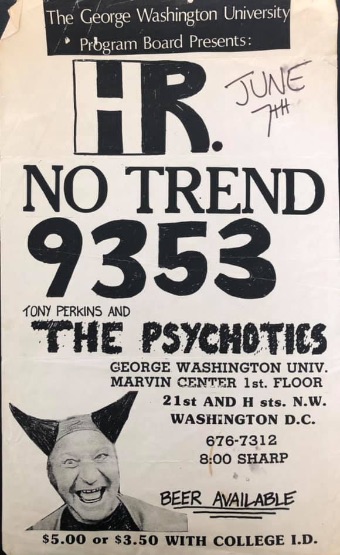 The George Washington University
Program Board Presents:
HR.
JUNE
7TH
NO TREND
9353
TONY PERKINS AND
THE PSYCHOTICS
GEORGE WASHINGTON UNIV.
MARVIN CENTER 1st. FLOOR
21st AND H sts. N.W.
WASHINGTON D.C.
676-7312
8:00 SHARP
BEER AVAILABLE
$5.00 or $3.50 WITH COLLEGE I.D.